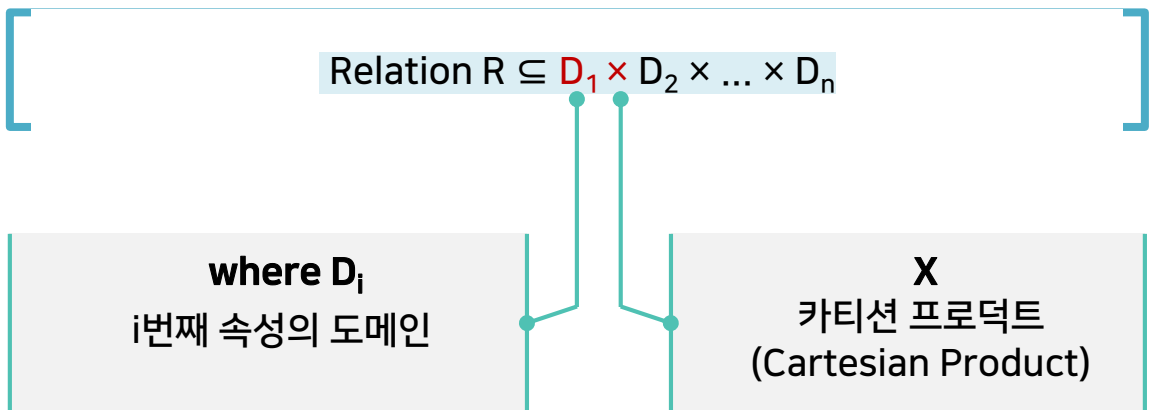 Relation R ⊆ D₁ × D₂ × ... × Dₙ
where Dᵢ
i번째 속성의 도메인
X
카티션 프로덕트
(Cartesian Product)